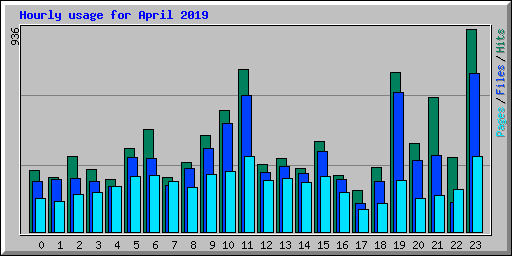 Hourly usage for April 2019
936
Pages / Files / Hits
0 1 2 3 4 5 6 7 8 9 10 11 12 13 14 15 16 17 18 19 20 21 22 23